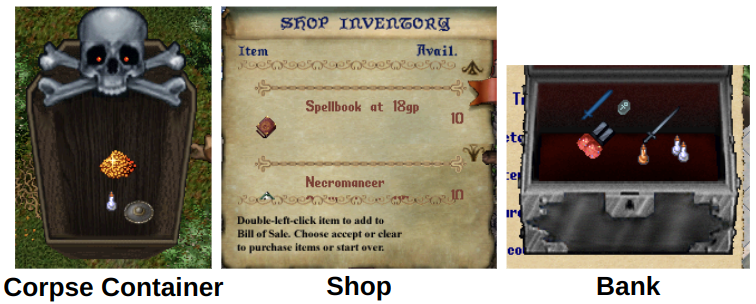 SHOP INVENTORY
Item Avail.
Spellbook at 18gp
10
Necromancer
10
Double-left-click item to add to
Bill of Sale. Choose accept or clear
to purchase items or start over.
Corpse Container
Shop
Bank